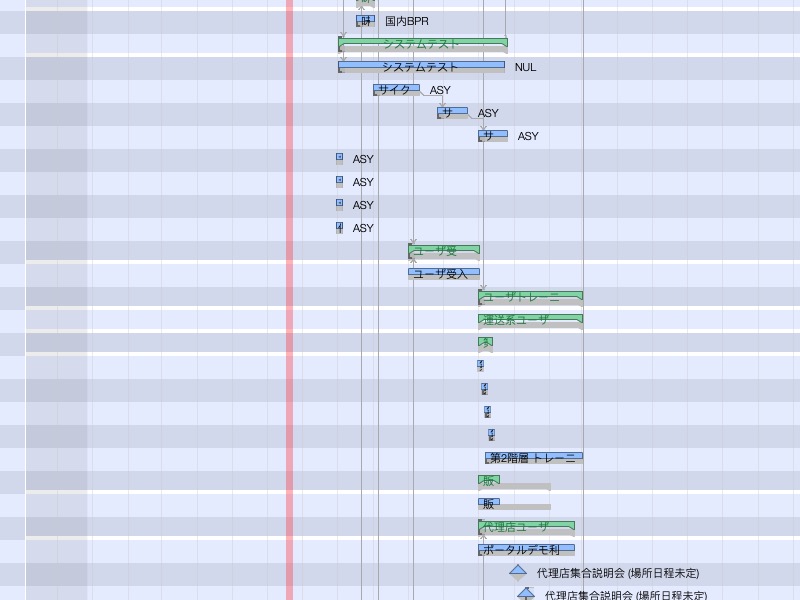 国内BPR
システムテスト
システムテスト NUL
サイク ASY
サ ASY
サ ASY
ASY
ASY
ASY
ASY
ユーザ受
ユーザ受入
ユーザトレーニ
運送系ユーザ
第2階層 トレーニ
販
販
代理店ユーザ
ポータルデモ利
代理店集合説明会 (場所日程未定)
代理店集合説明会 (場所日程未定)